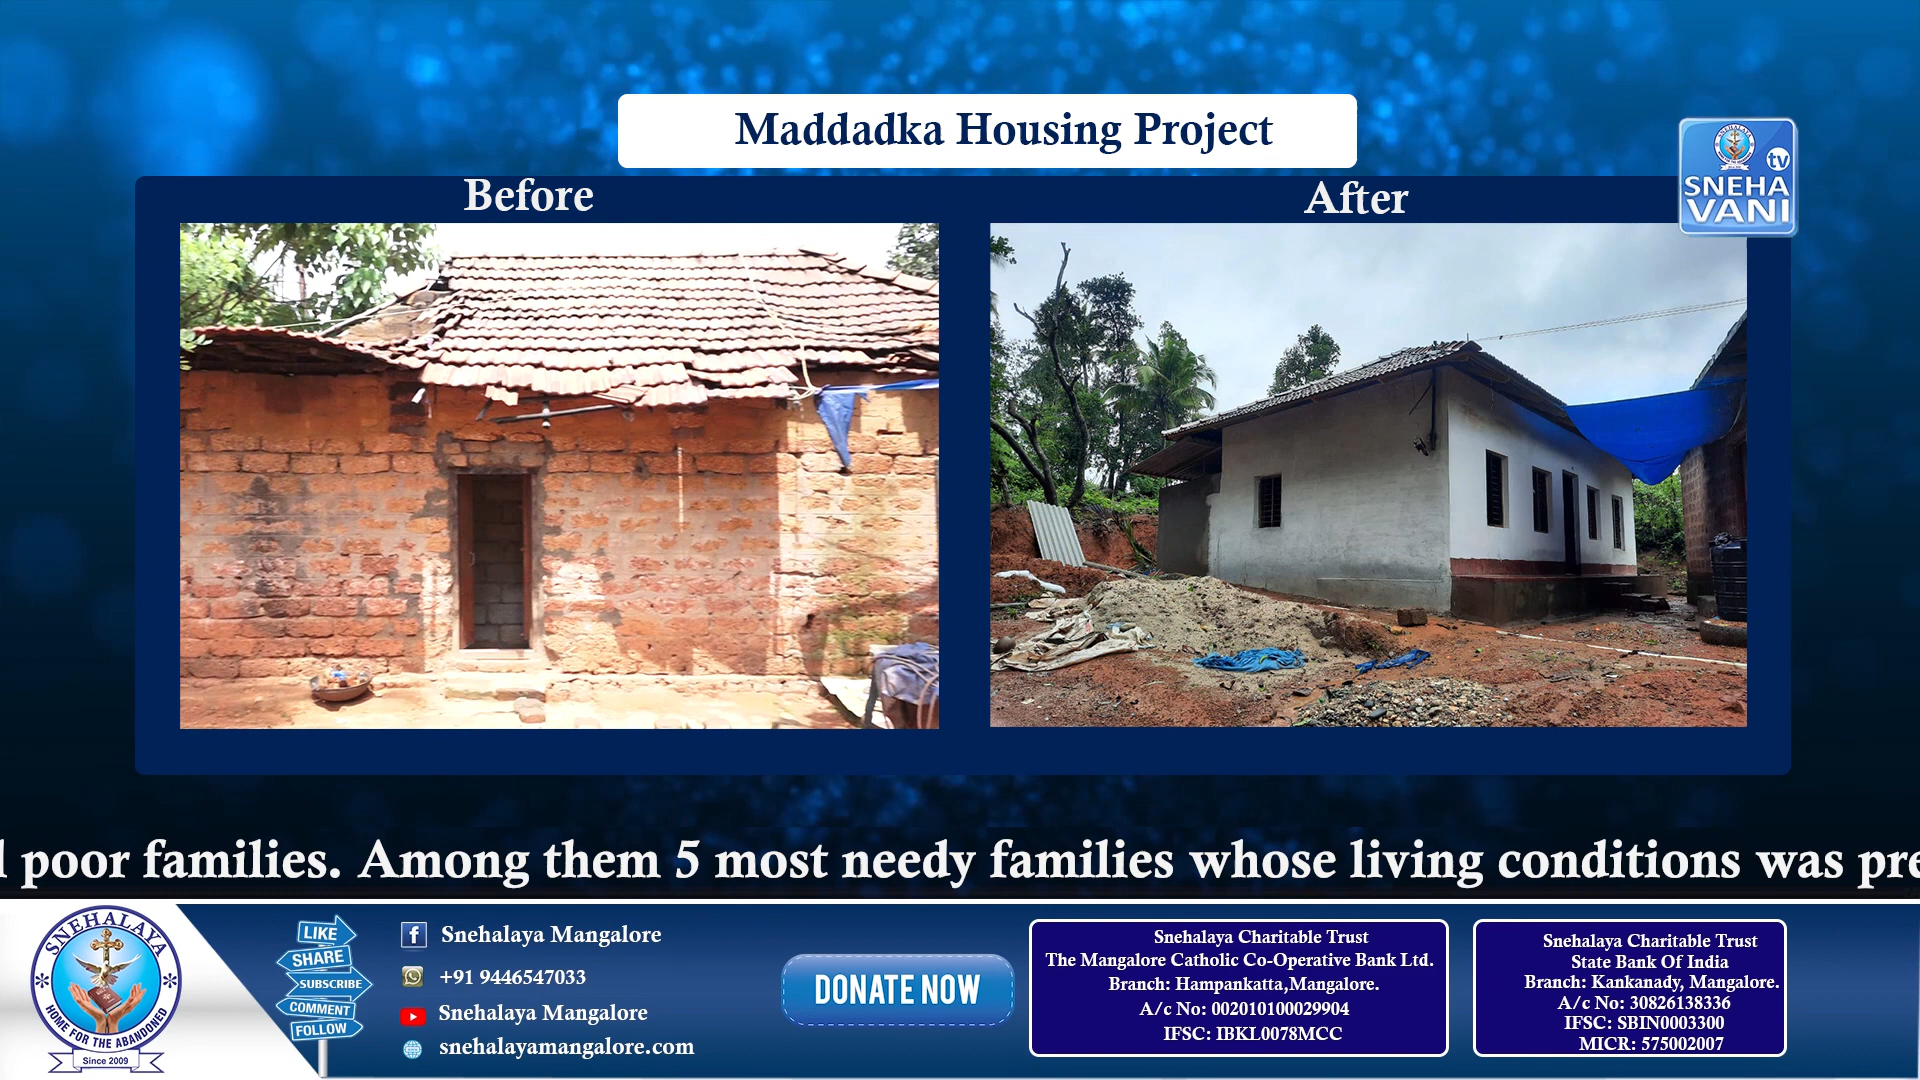 Maddadka Housing Project
Before
After
tv
SNEHA
VANI
poor families. Among them 5 most needy families whose living conditions was pre
SNEHALAYA
HOME FOR THE ABANDONED
Since 2009
LIKE
SHARE
SUBSCRIBE
COMMENT
FOLLOW
Snehalaya Mangalore
+91 9446547033
Snehalaya Mangalore
snehalayamangalore.com
DONATE NOW
Snehalaya Charitable Trust
The Mangalore Catholic Co-Operative Bank Ltd.
Branch: Hampankatta,Mangalore.
A/c No: 002010100029904
IFSC: IBKL0078MCC
Snehalaya Charitable Trust
State Bank Of India
Branch: Kankanady, Mangalore.
A/c No: 30826138336
IFSC: SBIN0003300
MICR: 575002007